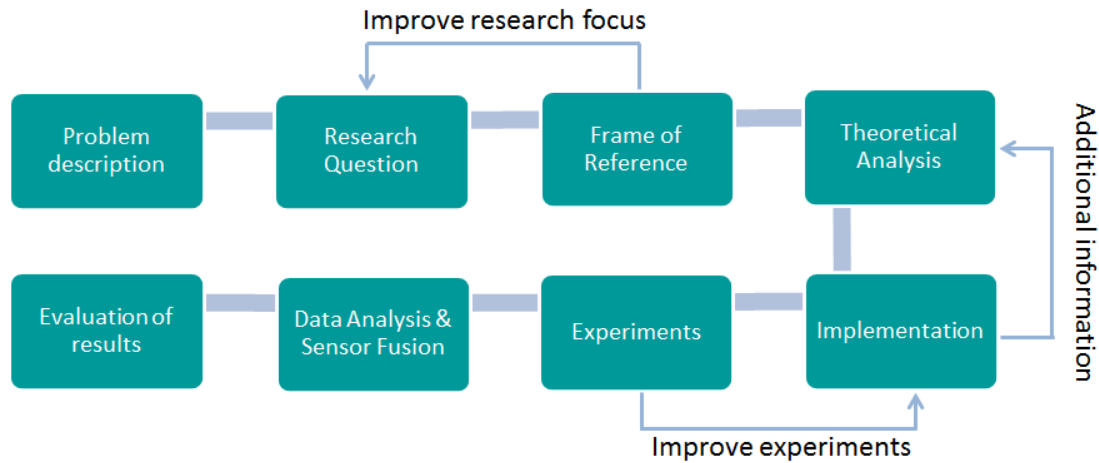 Improve research focus
Problem
description
Research
Question
Frame of
Reference
Theoretical
Analysis
Additional information
Evaluation of
results
Data Analysis &
Sensor Fusion
Experiments
Implementation
Improve experiments